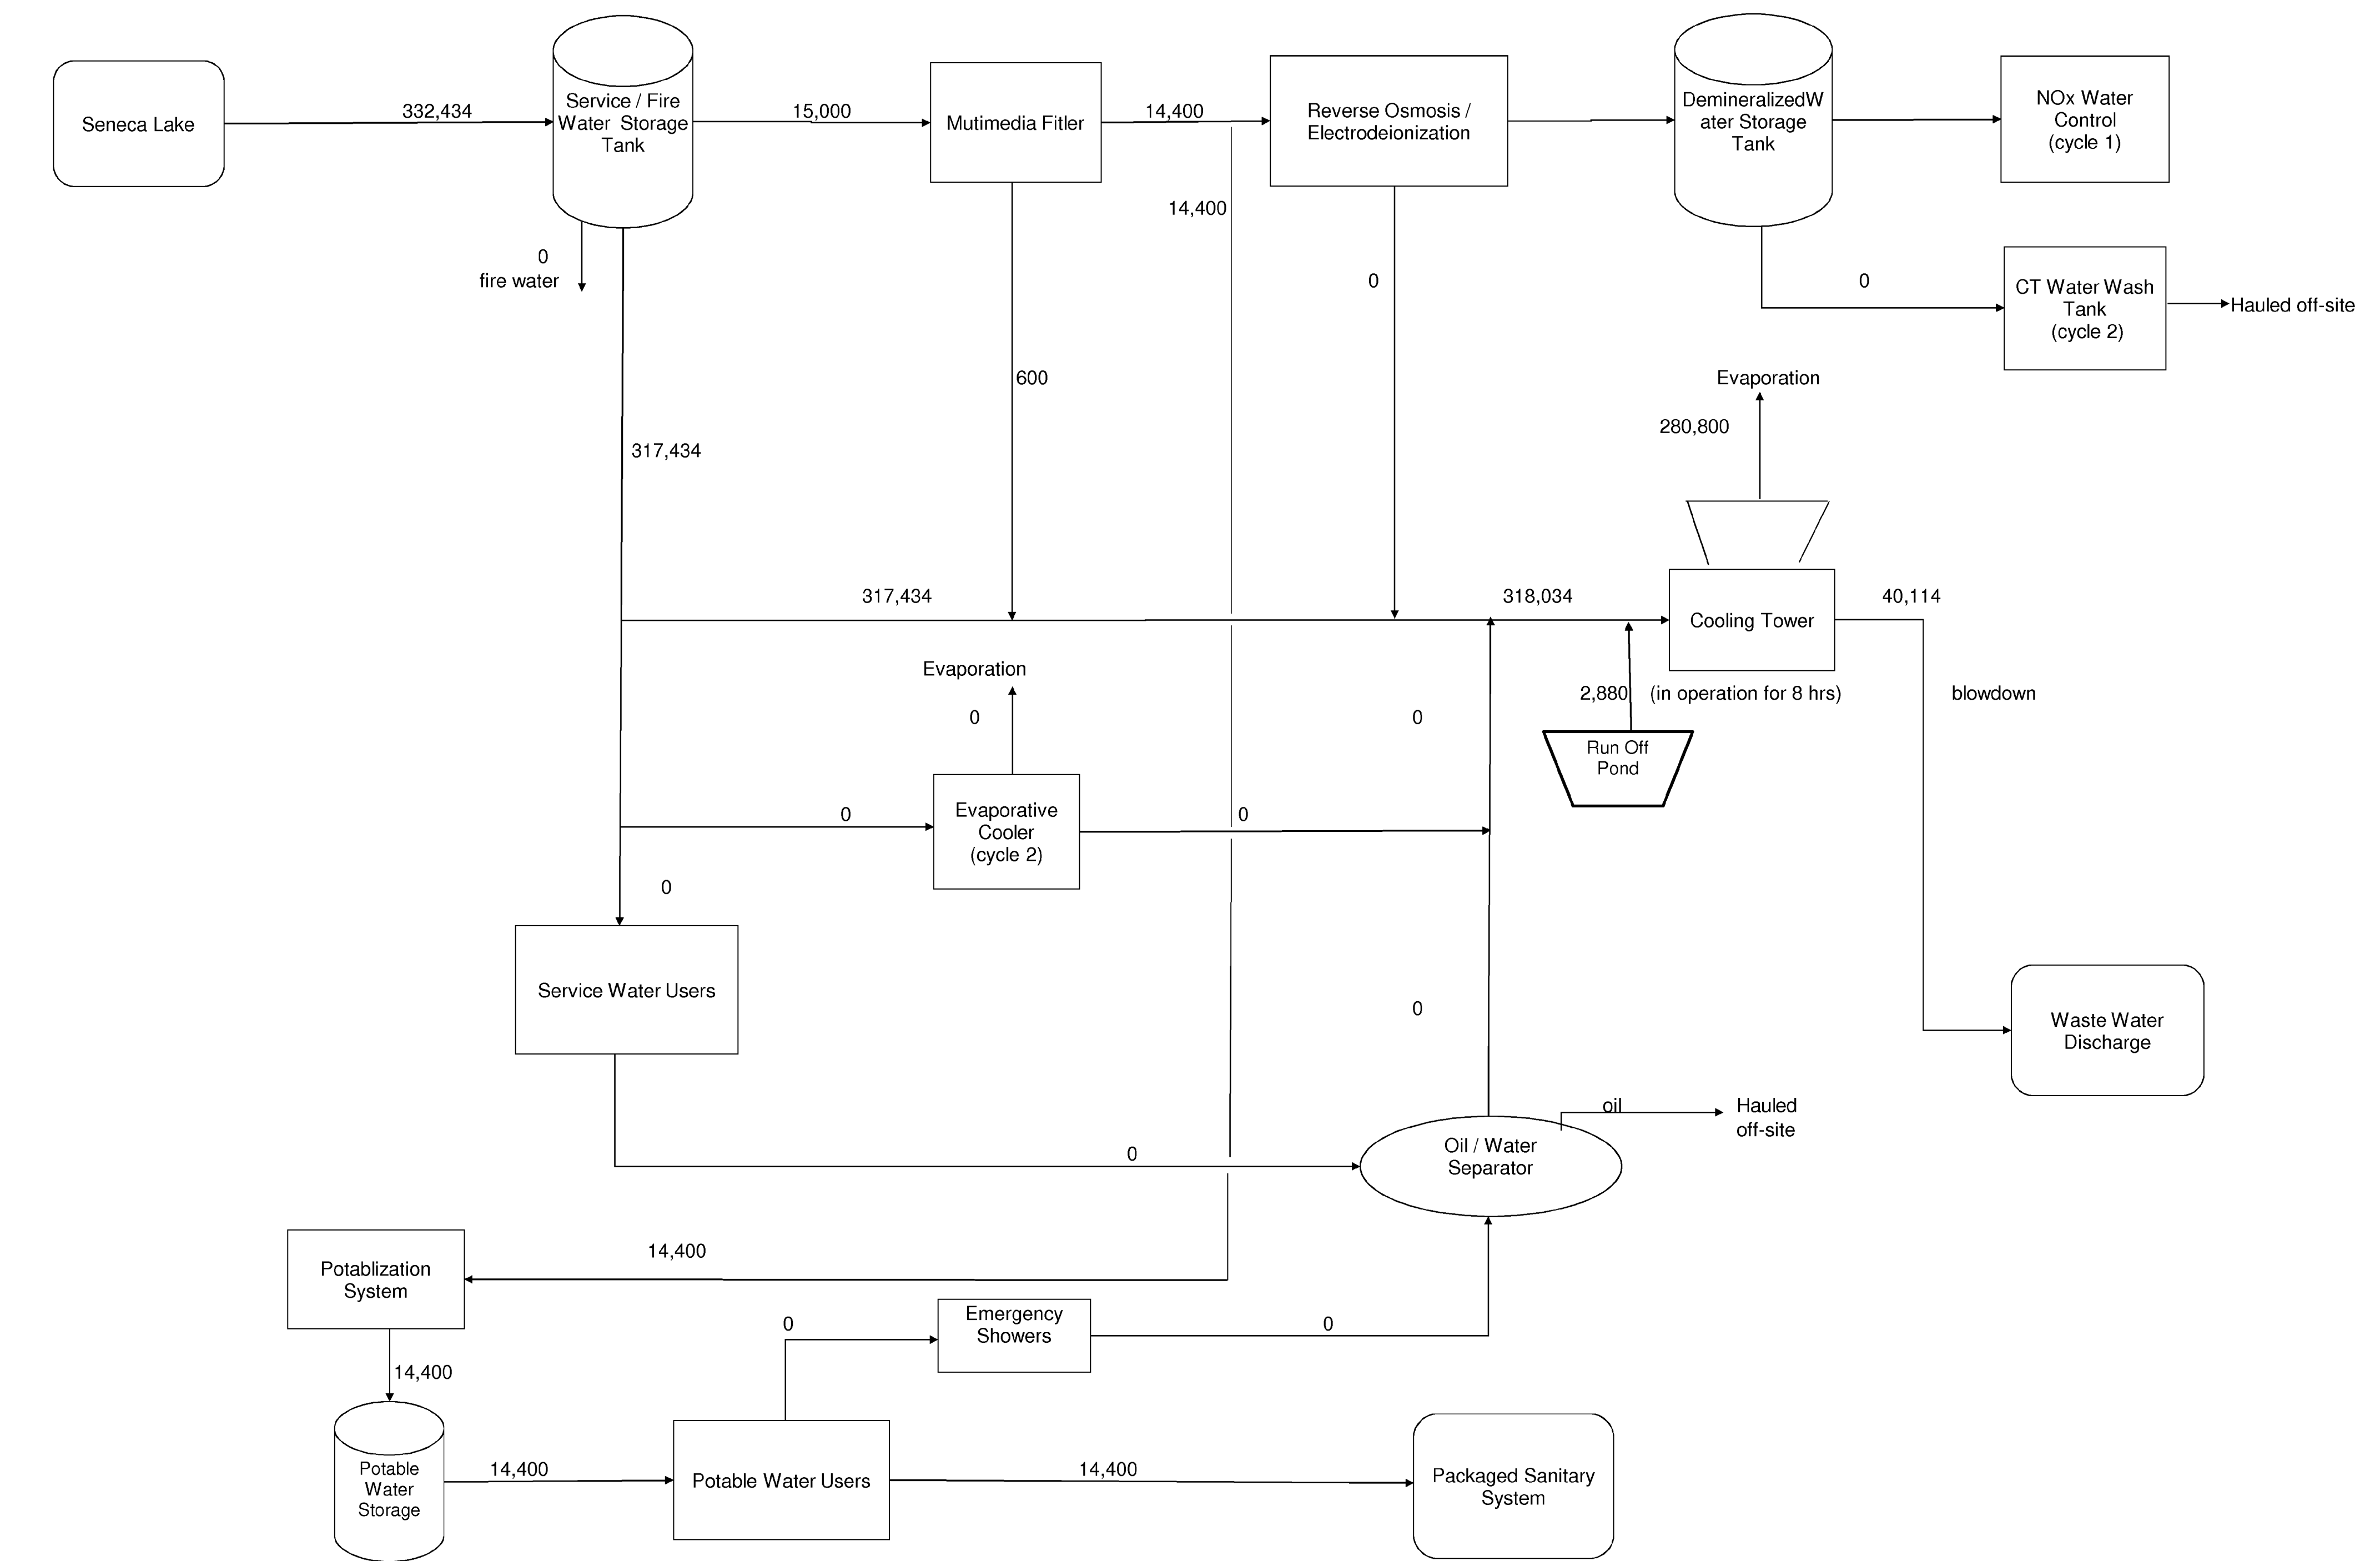 Seneca Lake
332,434
Service / Fire
Water Storage
Tank
15,000
Mutimedia Fitler
14,400
Reverse Osmosis /
Electrodeionization
DemineralizedW
ater Storage
Tank
NOx Water
Control
(cycle 1)
14,400
0
fire water
0
0
CT Water Wash
Tank
(cycle 2)
Hauled off-site
600
Evaporation
280,800
317,434
317,434
318,034
Cooling Tower
40,114
Evaporation
0
0
2,880
(in operation for 8 hrs)
blowdown
Run Off
Pond
0
Evaporative
Cooler
(cycle 2)
0
0
Service Water Users
0
Waste Water
Discharge
oil
Hauled
off-site
0
Oil / Water
Separator
14,400
Potablization
System
0
Emergency
Showers
0
14,400
Potable
Water
Storage
14,400
Potable Water Users
14,400
Packaged Sanitary
System